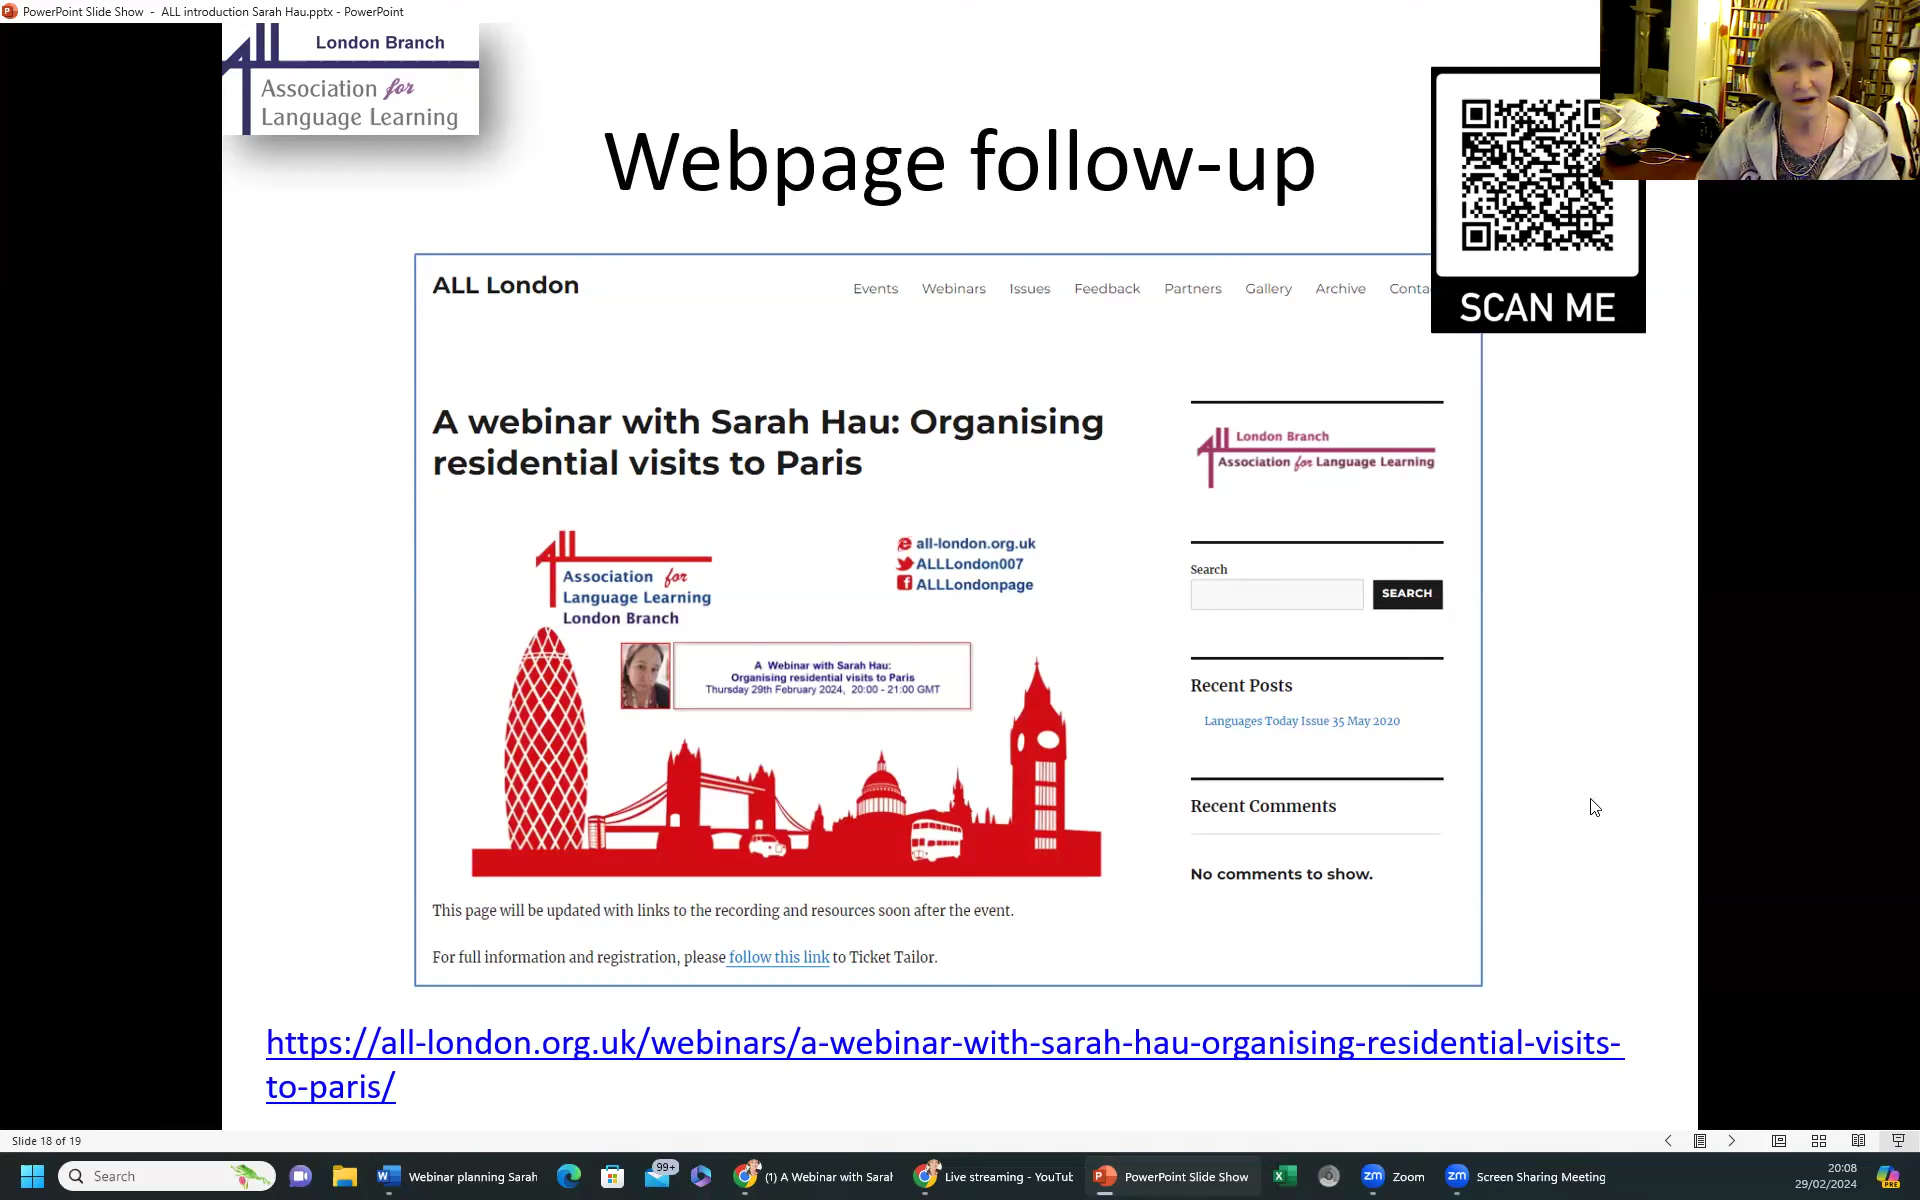 PowerPoint Slide Show - ALL introduction Sarah Hau.pptx - PowerPoint
London Branch
Association for
Language Learning
Webpage follow-up
SCAN ME
ALL London
Events Webinars Issues Feedback Partners Gallery Archive
A webinar with Sarah Hau: Organising
residential visits to Paris
all-london.org.uk
ALLLondon007
ALLLondonpage
Association for
Language Learning
London Branch
A Webinar with Sarah Hau:
Organising residential visits to Paris
Thursday 29th February 2024, 20:00 - 21:00 GMT
This page will be updated with links to the recording and resources soon after the event.
For full information and registration, please follow this link to Ticket Tailor.
London Branch
Association for Language Learning
Search
SEARCH
Recent Posts
Languages Today Issue 35 May 2020
Recent Comments
No comments to show.
https://all-london.org.uk/webinars/a-webinar-with-sarah-hau-organising-residential-visits-
to-paris/
Slide 18 of 19
Search
99+
Webinar planning Sarah
(1) A Webinar with Sarah
Live streaming - YouTub
PowerPoint Slide Show
Zoom
Screen Sharing Meeting
20:08
29/02/2024